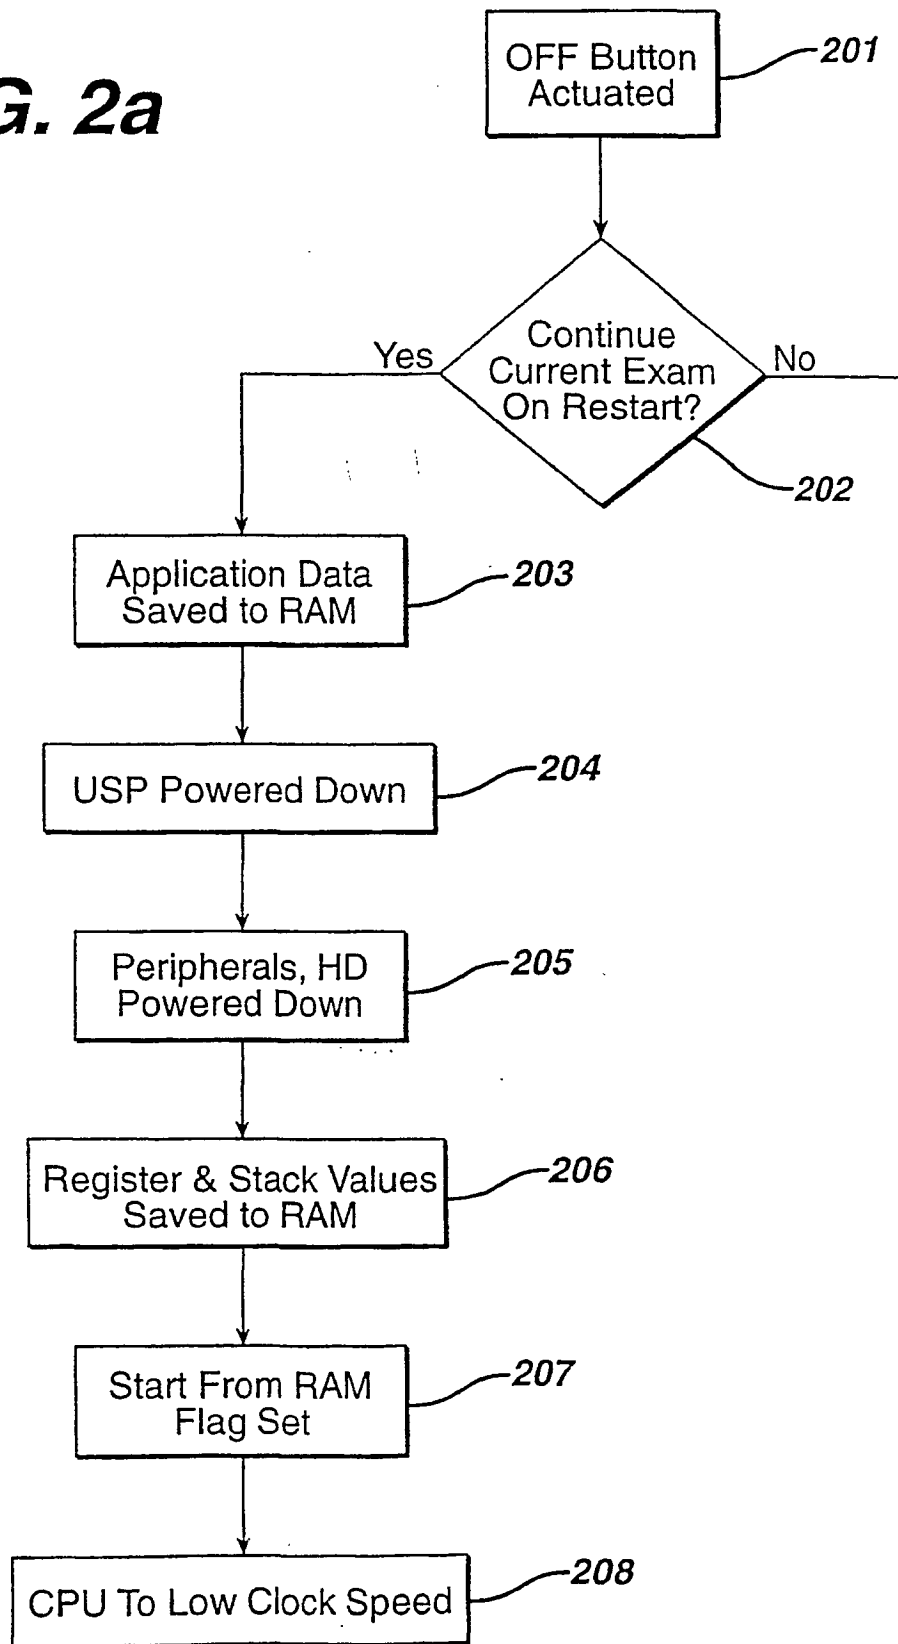 G. 2a
OFF Button
Actuated
201
Continue
Current Exam
On Restart?
Yes
No
202
Application Data
Saved to RAM
203
USP Powered Down
204
Peripherals, HD
Powered Down
205
Register & Stack Values
Saved to RAM
206
Start From RAM
Flag Set
207
CPU To Low Clock Speed
208